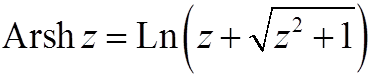 Arsh z = Ln(z + √(z² + 1))